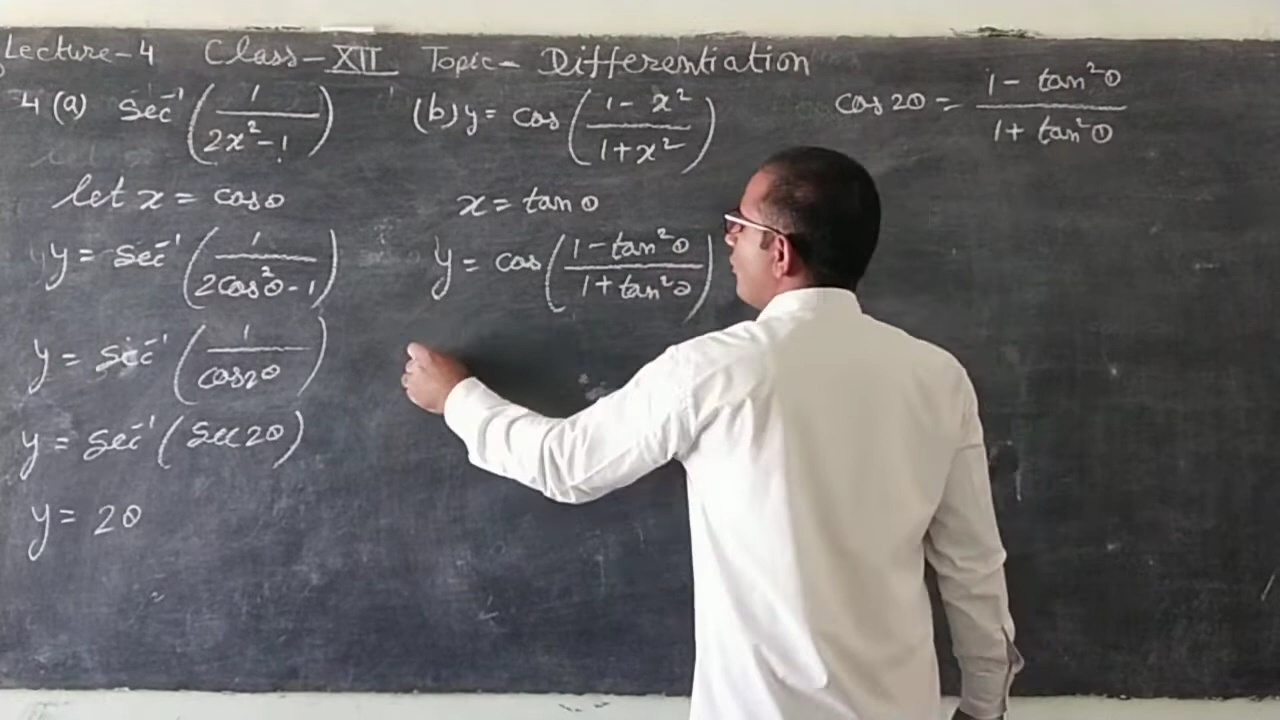 Lecture-4 Class-XII Topic- Differentiation
4 (a) sec⁻¹ (1/(2x²-1))
let x = cosθ
y = sec⁻¹ (1/(2cos²θ-1))
y = sec⁻¹ (1/cos2θ)
y = sec⁻¹ (sec2θ)
y = 2θ
(b) y = cos ((1 - x²)/(1+x²))
x = tanθ
y = cos ((1-tan²θ)/(1+tan²θ))
cos2θ = (1 - tan²θ)/(1+ tan²θ)